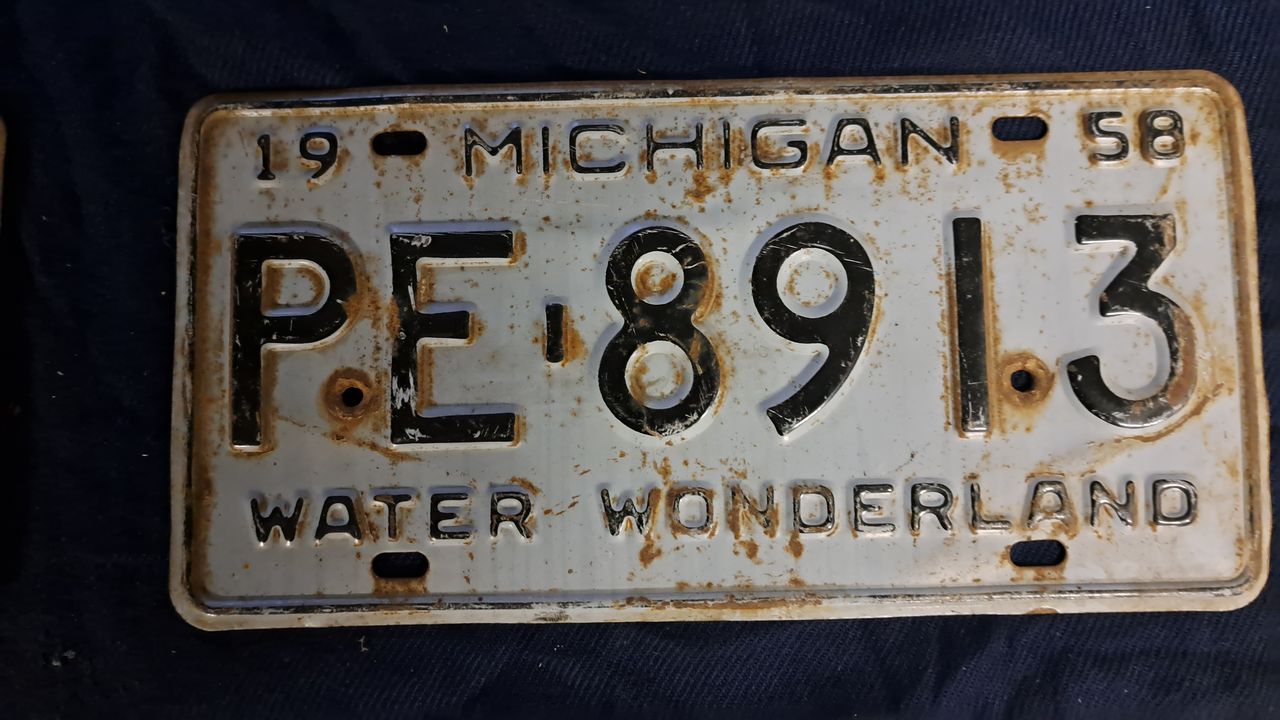 19 MICHIGAN 58
PE-8913
WATER WONDERLAND